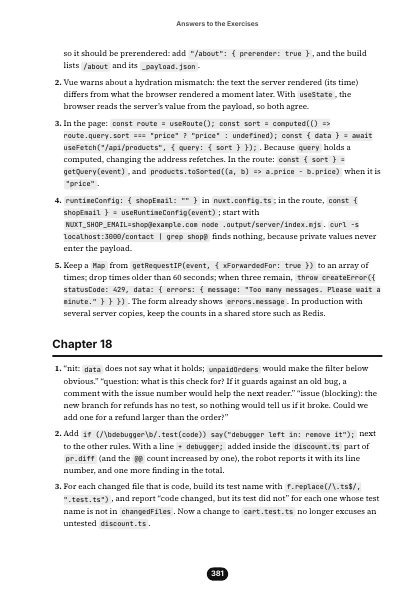 Answers to the Exercises
so it should be prerendered: add "/about": { prerender: true } , and the build
lists /about and its _payload.json .
2. Vue warns about a hydration mismatch: the text the server rendered (its time)
differs from what the browser rendered a moment later. With useState , the
browser reads the server’s value from the payload, so both agree.
3. In the page: const route = useRoute(); const sort = computed(() =>
route.query.sort === "price" ? "price" : undefined); const { data } = await
useFetch("/api/products", { query: { sort } }); . Because query holds a
computed, changing the address refetches. In the route: const { sort } =
getQuery(event) , and products.toSorted((a, b) => a.price - b.price) when it is
"price" .
4. runtimeConfig: { shopEmail: "" } in nuxt.config.ts ; in the route, const {
shopEmail } = useRuntimeConfig(event) ; start with
NUXT_SHOP_EMAIL=shop@example.com node .output/server/index.mjs . curl -s
localhost:3000/contact | grep shop@ finds nothing, because private values never
enter the payload.
5. Keep a Map from getRequestIP(event, { xForwardedFor: true }) to an array of
times; drop times older than 60 seconds; when three remain, throw createError({
statusCode: 429, data: { errors: { message: "Too many messages. Please wait a
minute." } } }) . The form already shows errors.message . In production with
several server copies, keep the counts in a shared store such as Redis.
Chapter 18
1. “nit: data does not say what it holds; unpaidOrders would make the filter below
obvious.” “question: what is this check for? If it guards against an old bug, a
comment with the issue number would help the next reader.” “issue (blocking): the
new branch for refunds has no test, so nothing would tell us if it broke. Could we
add one for a refund larger than the order?”
2. Add if (/\bdebugger\b/.test(code)) say("debugger left in: remove it"); next
to the other rules. With a line + debugger; added inside the discount.ts part of
pr.diff (and the @@ count increased by one), the robot reports it with its line
number, and one more finding in the total.
3. For each changed file that is code, build its test name with f.replace(/\.ts$/,
".test.ts") , and report “code changed, but its test did not” for each one whose test
name is not in changedFiles . Now a change to cart.test.ts no longer excuses an
untested discount.ts .
381